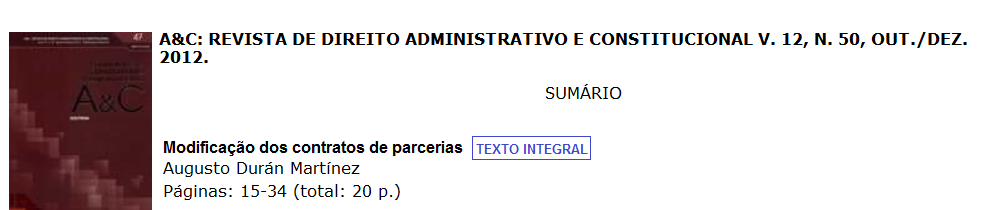 A&C: REVISTA DE DIREITO ADMINISTRATIVO E CONSTITUCIONAL V. 12, N. 50, OUT./DEZ.
2012.
SUMÁRIO
47
A&C
Modificação dos contratos de parcerias TEXTO INTEGRAL
Augusto Durán Martínez
Páginas: 15-34 (total: 20 p.)